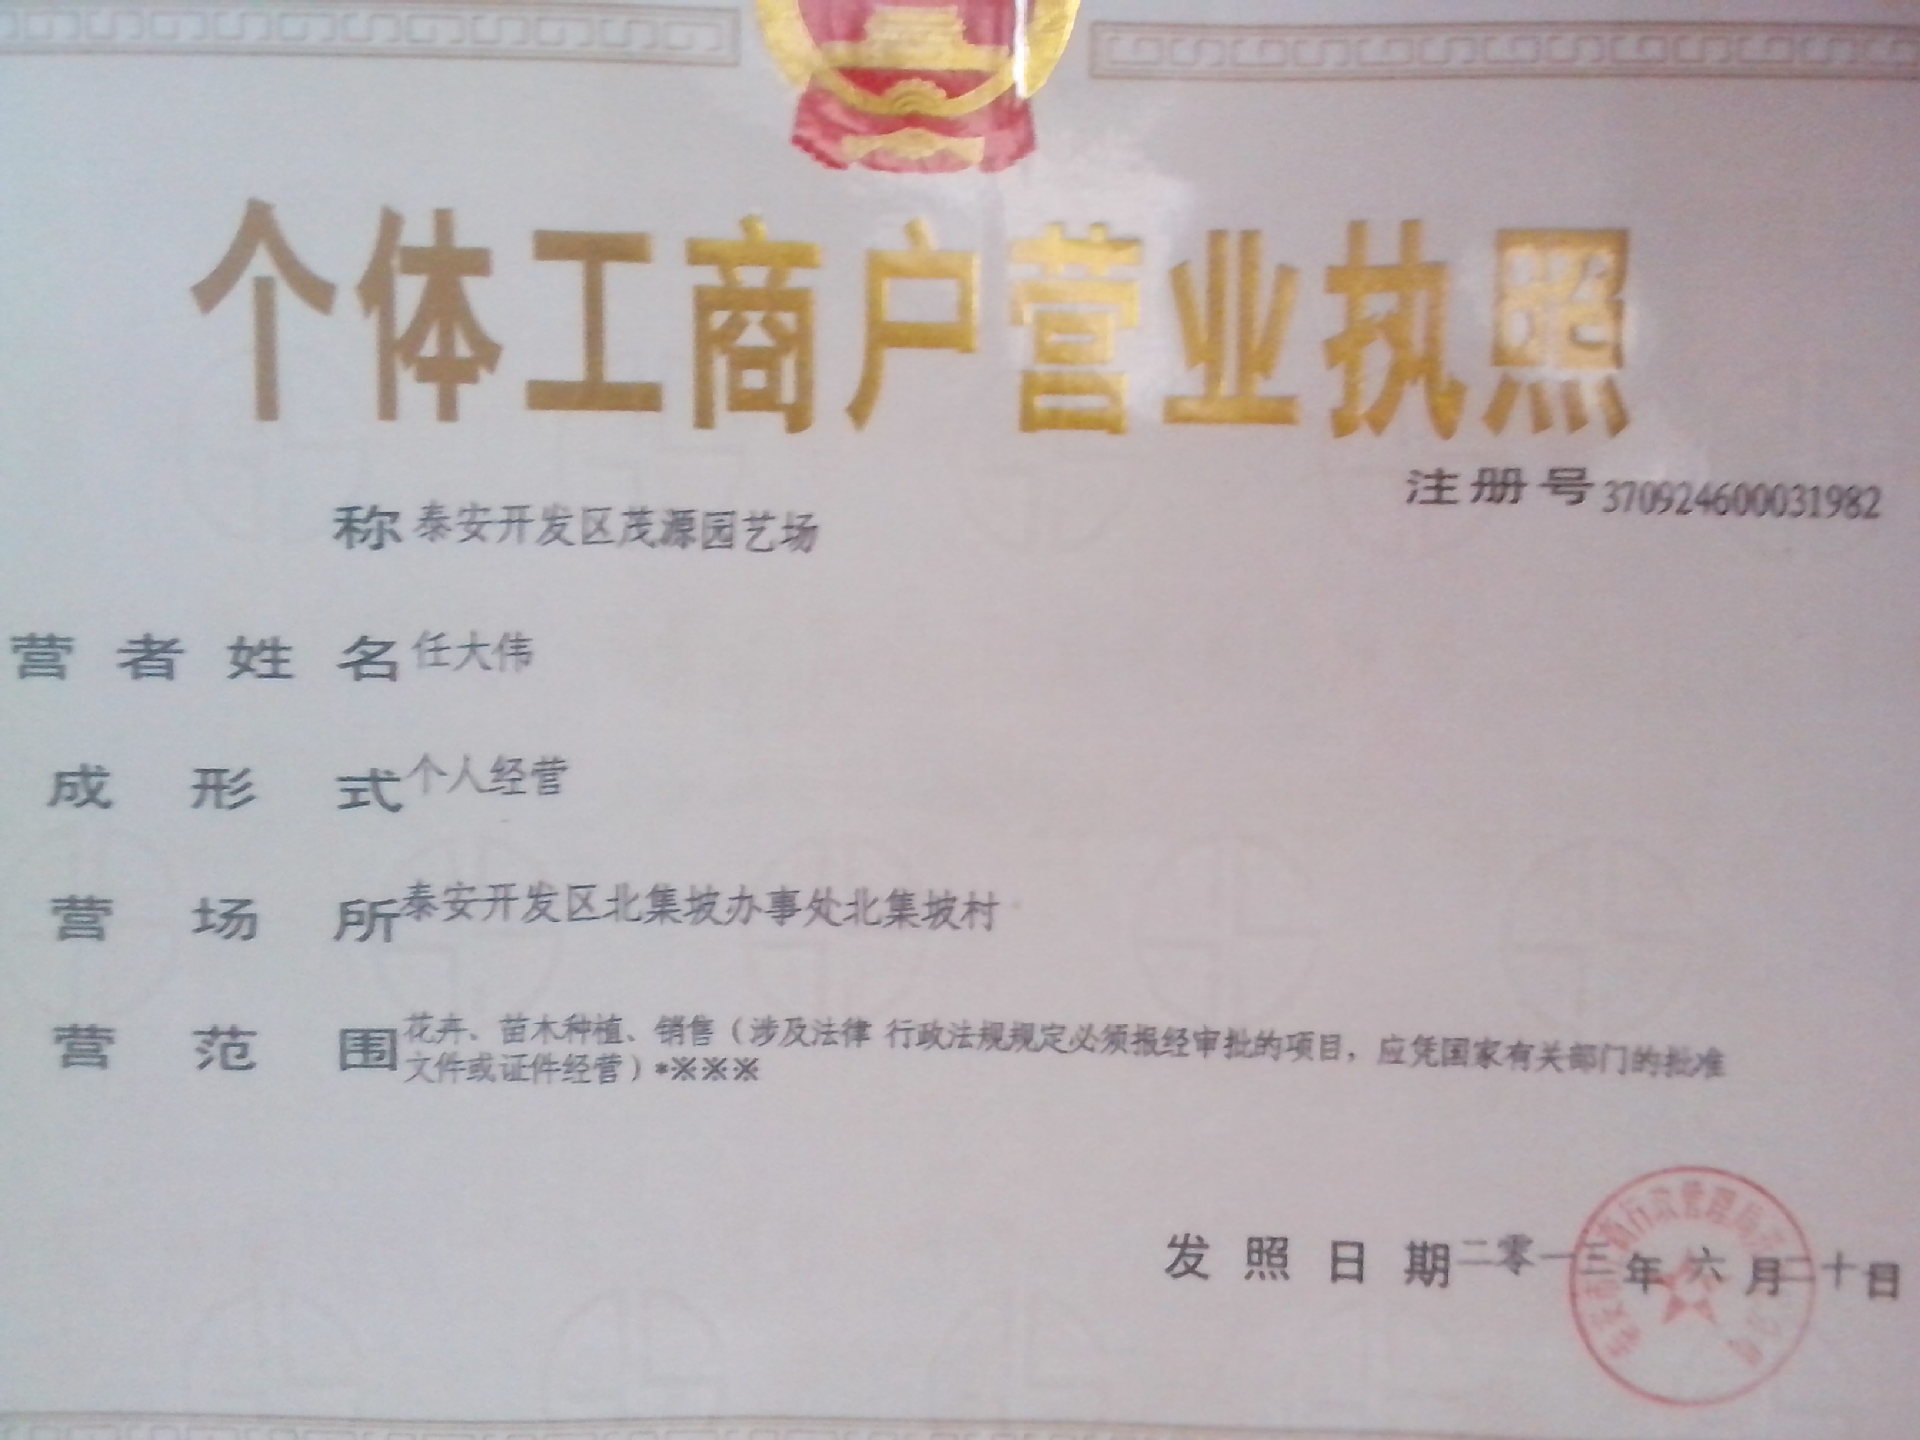 个体工商户营业执照
注册号370924600031982
称 泰安开发区茂源园艺场
营者姓名 任大伟
成形式 个人经营
营场所 泰安开发区北集坡办事处北集坡村
营范围 花卉、苗木种植、销售（涉及法律 行政法规规定必须报经审批的项目，应凭国家有关部门的批准
文件或证件经营）*※※※
发照日期二零一三年六月二十日